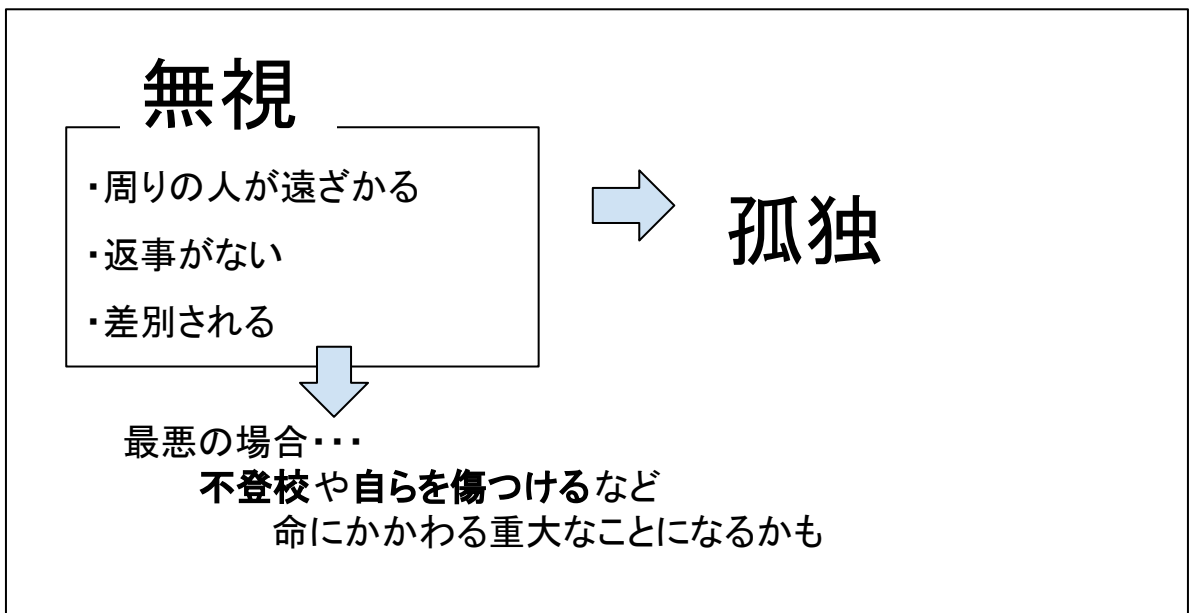 無視
・周りの人が遠ざかる
・返事がない
・差別される
孤独
最悪の場合・・・
不登校や自らを傷つけるなど
命にかかわる重大なことになるかも